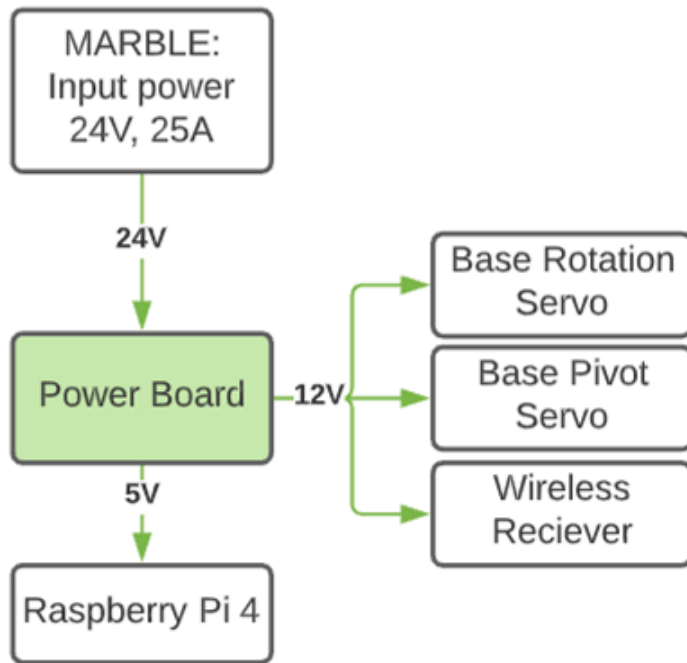 MARBLE:
Input power
24V, 25A
24V
Power Board
12V
Base Rotation
Servo
Base Pivot
Servo
Wireless
Reciever
5V
Raspberry Pi 4